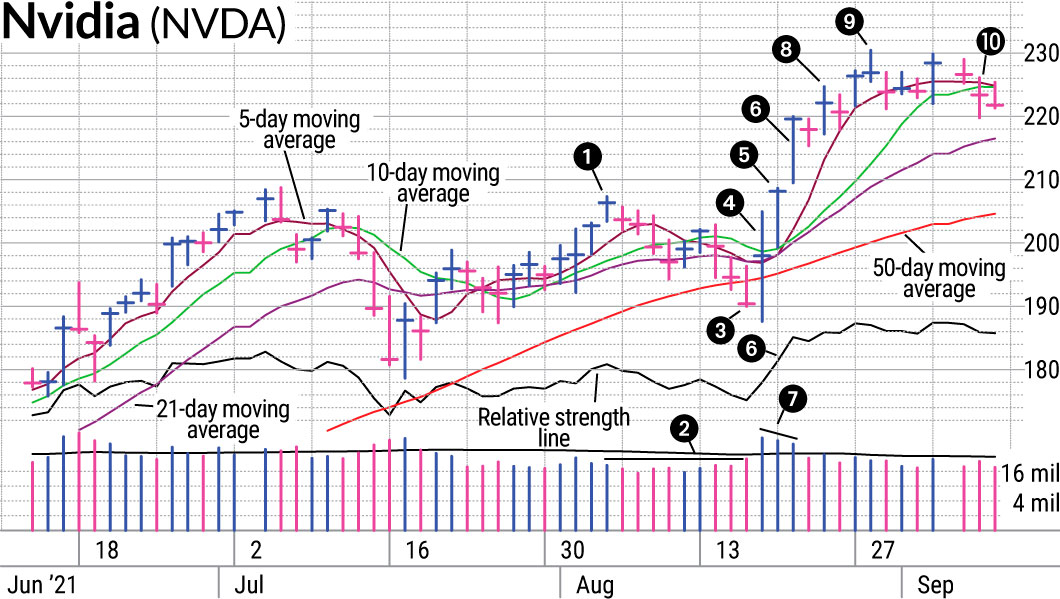 Nvidia (NVDA)
9
8
10
230
6
220
5-day moving
average
1
10-day moving
average
5
210
4
200
50-day moving
average
190
3
6
180
21-day moving
average
Relative strength
line
7
2
16 mil
4 mil
18
2
16
30
13
27
Jun ’21
Jul
Aug
Sep